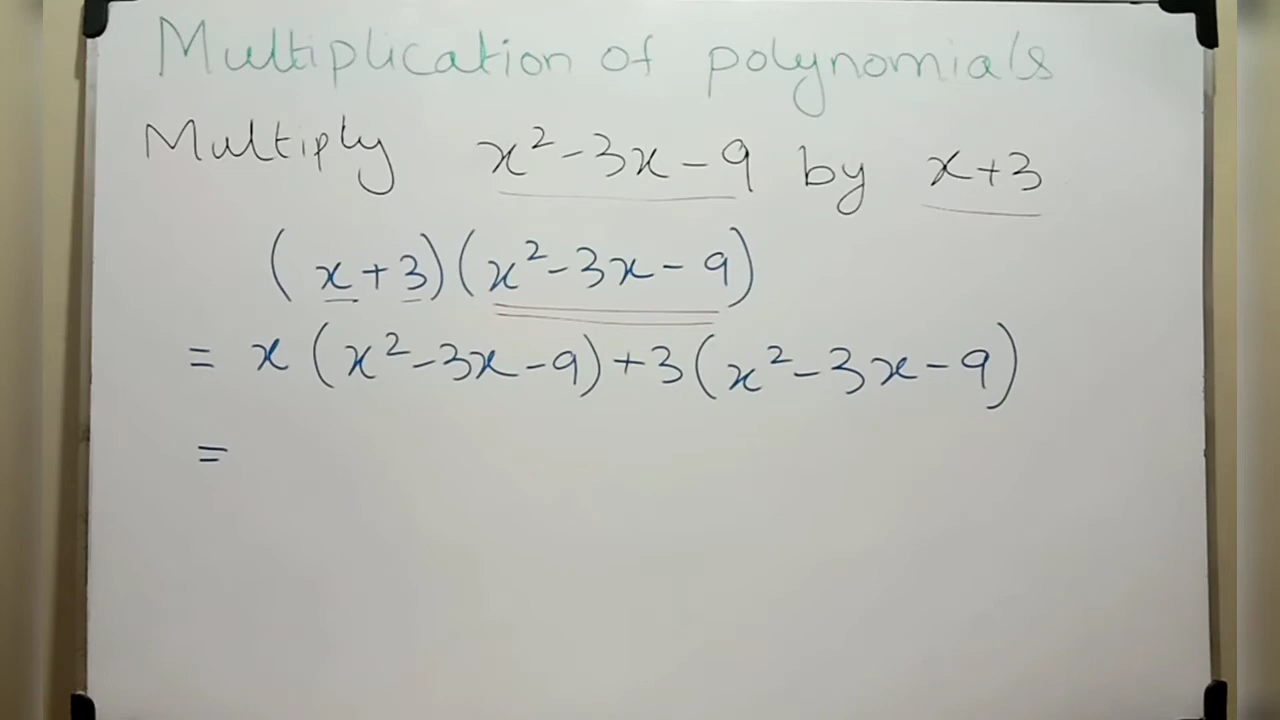 Multiplication of polynomials
Multiply x²-3x-9 by x+3
(x+3)(x²-3x-9)
= x(x²-3x-9)+3(x²-3x-9)
=